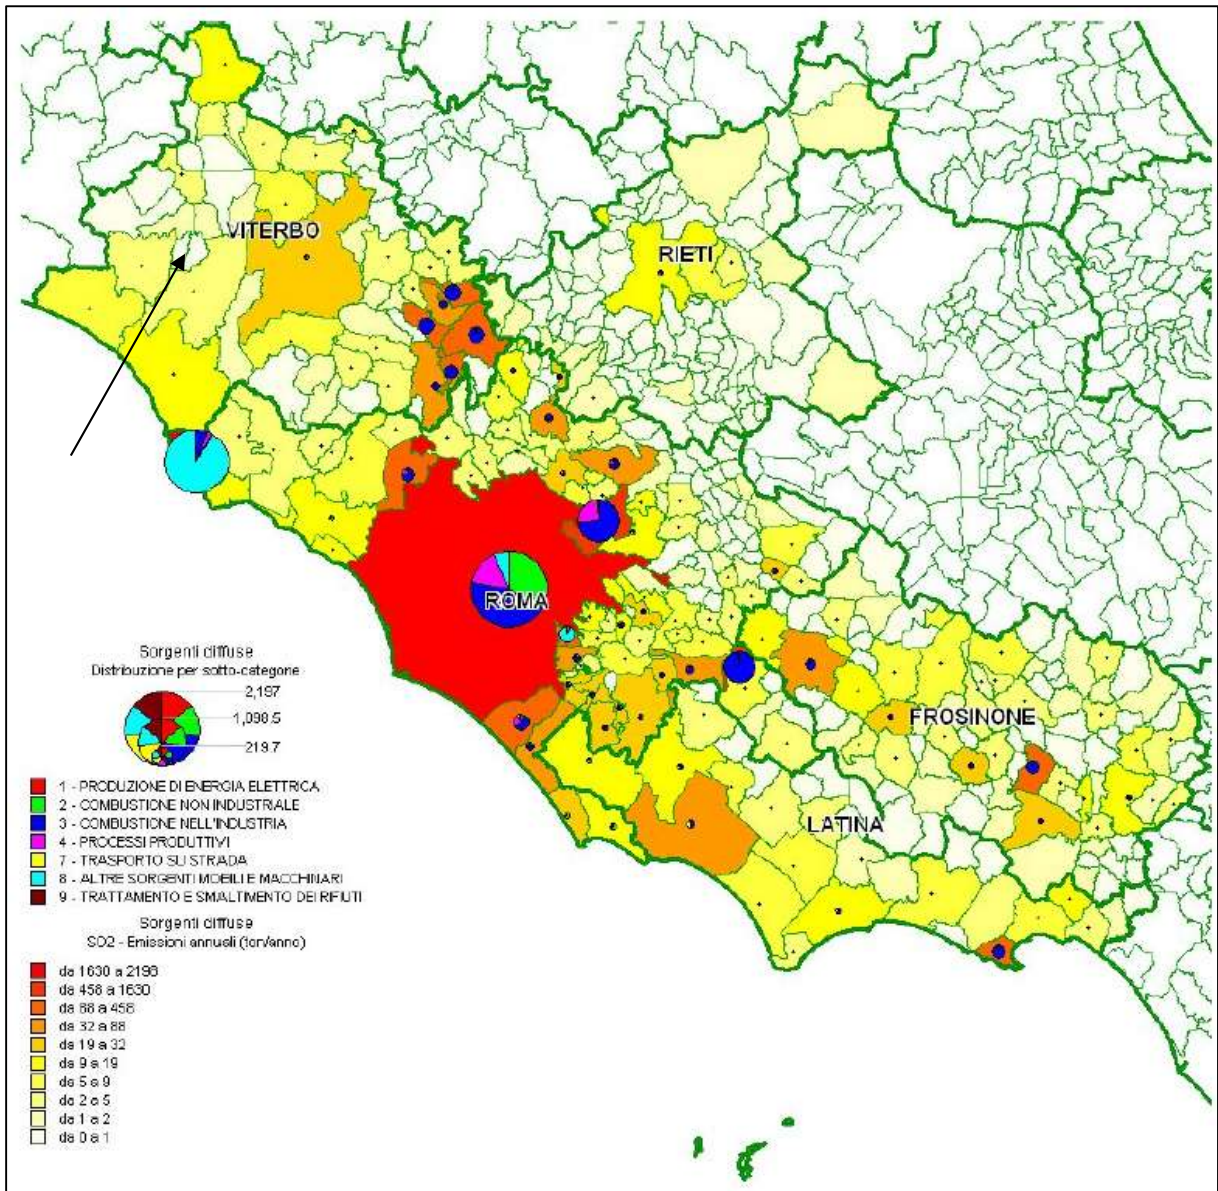 VITERBO
RIETI
ROMA
FROSINONE
LATINA
Sorgenti diffuse
Distribuzione per sotto-categorie
2,197
1,098.5
219.7
1 - PRODUZIONE DI ENERGIA ELETTRICA
2 - COMBUSTIONE NON INDUSTRIALE
3 - COMBUSTIONE NELL'INDUSTRIA
4 - PROCESSI PRODUTTIVI
7 - TRASPORTO SU STRADA
8 - ALTRE SORGENTI MOBILI E MACCHINARI
9 - TRATTAMENTO E SMALTIMENTO DEI RIFIUTI
Sorgenti diffuse
SO2 - Emissioni annuali (ton/anno)
da 1630 a 2198
da 458 a 1630
da 88 a 458
da 32 a 88
da 19 a 32
da 9 a 19
da 5 a 9
da 2 a 5
da 1 a 2
da 0 a 1